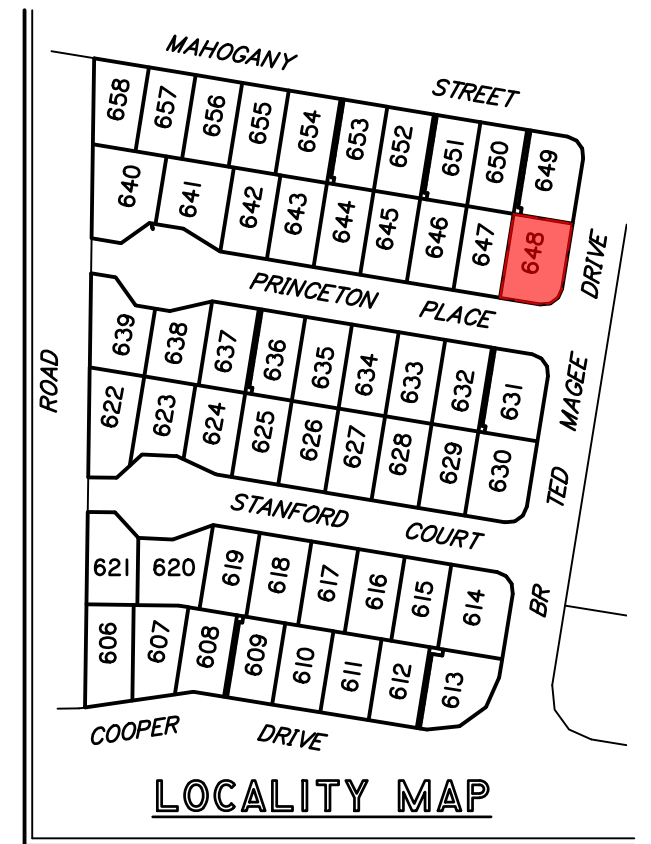 MAHOGANY STREET
658 657 656 655 654 653 652 651 650 649
640 641 642 643 644 645 646 647 648
PRINCETON PLACE
639 638 637 636 635 634 633 632 631
622 623 624 625 626 627 628 629 630
STANFORD COURT
621 620 619 618 617 616 615 614
606 607 608 609 610 611 612 613
COOPER DRIVE
ROAD
BR TED MAGEE DRIVE
LOCALITY MAP